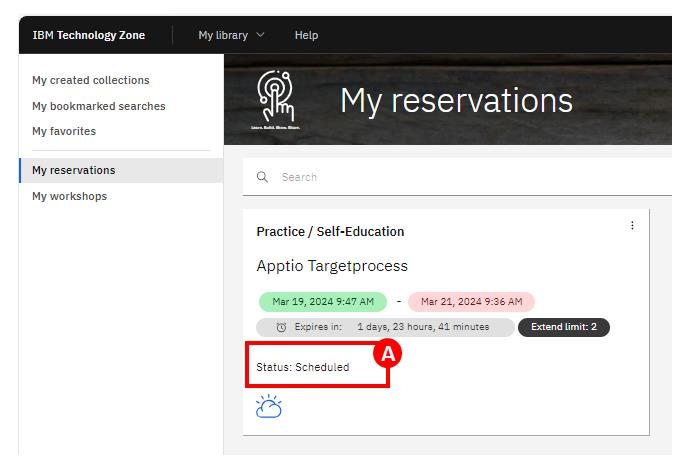 IBM Technology Zone My library Help
My created collections
My bookmarked searches
My favorites
My reservations
My workshops
Learn. Build. Show. Share.
My reservations
Search
Practice / Self-Education
Apptio Targetprocess
Mar 19, 2024 9:47 AM - Mar 21, 2024 9:36 AM
Expires in: 1 days, 23 hours, 41 minutes Extend limit: 2
A
Status: Scheduled